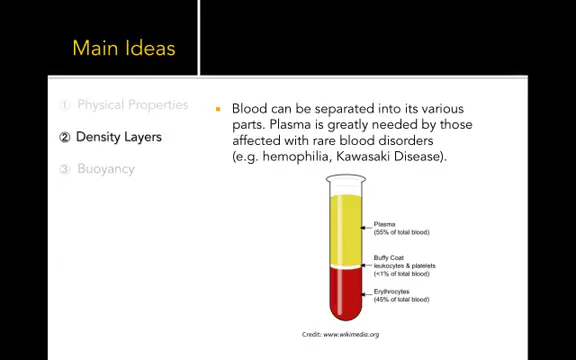 Main Ideas
① Physical Properties
② Density Layers
③ Buoyancy
Blood can be separated into its various
parts. Plasma is greatly needed by those
affected with rare blood disorders
(e.g. hemophilia, Kawasaki Disease).
Plasma
(55% of total blood)
Buffy Coat
leukocytes & platelets
(<1% of total blood)
Erythrocytes
(45% of total blood)
Credit: www.wikimedia.org